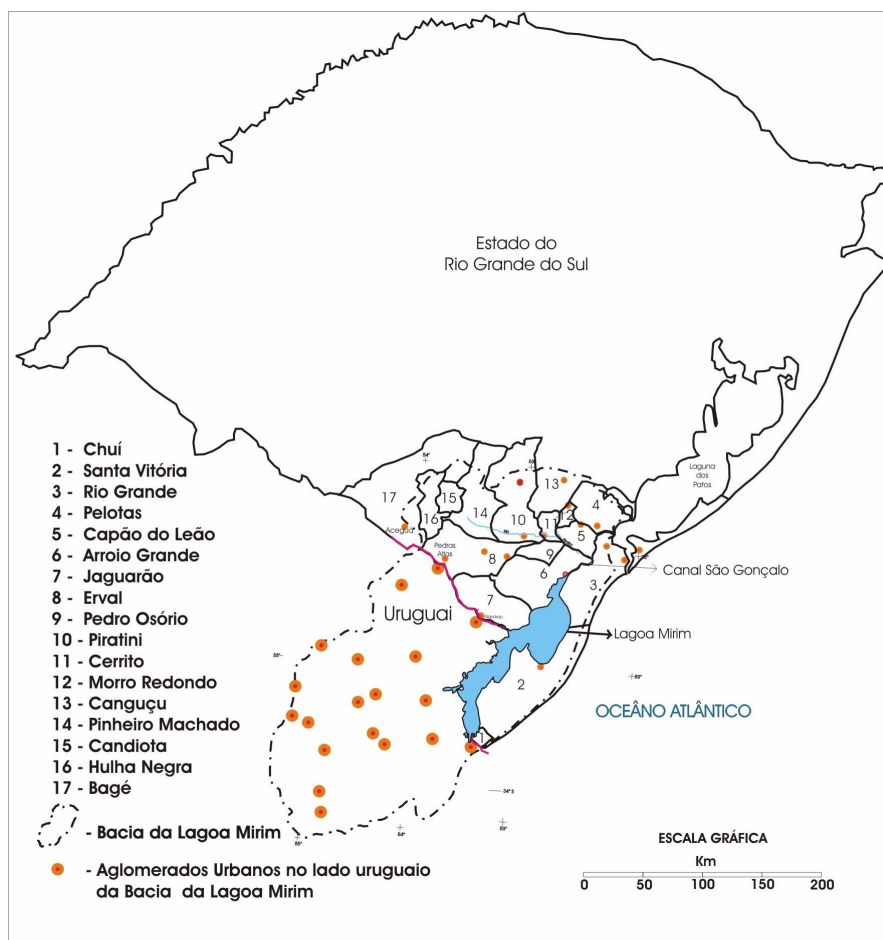 Estado do
Rio Grande do Sul
Laguna
dos
Patos
1 - Chuí
2 - Santa Vitória
3 - Rio Grande
4 - Pelotas
5 - Capão do Leão
6 - Arroio Grande
7 - Jaguarão
8 - Erval
9 - Pedro Osório
10 - Piratini
11 - Cerrito
12 - Morro Redondo
13 - Canguçu
14 - Pinheiro Machado
15 - Candiota
16 - Hulha Negra
17 - Bagé
- Bacia da Lagoa Mirim
- Aglomerados Urbanos no lado uruguaio
da Bacia da Lagoa Mirim
54°
17
16
15
14
13
12
11
10
9
8
7
6
5
4
3
2
1
Aceguá
Pedras
Altas
Uruguai
Canal São Gonçalo
Lagoa Mirim
53°
OCEÂNO ATLÂNTICO
34° S
54°
53°
ESCALA GRÁFICA
Km
0
50
100
150
200